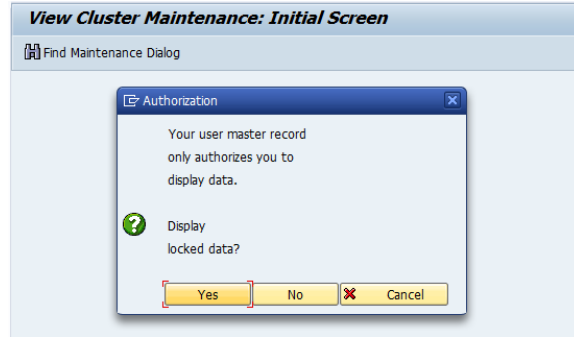 View Cluster Maintenance: Initial Screen
Find Maintenance Dialog
Authorization
Your user master record
only authorizes you to
display data.
Display
locked data?
Yes No Cancel